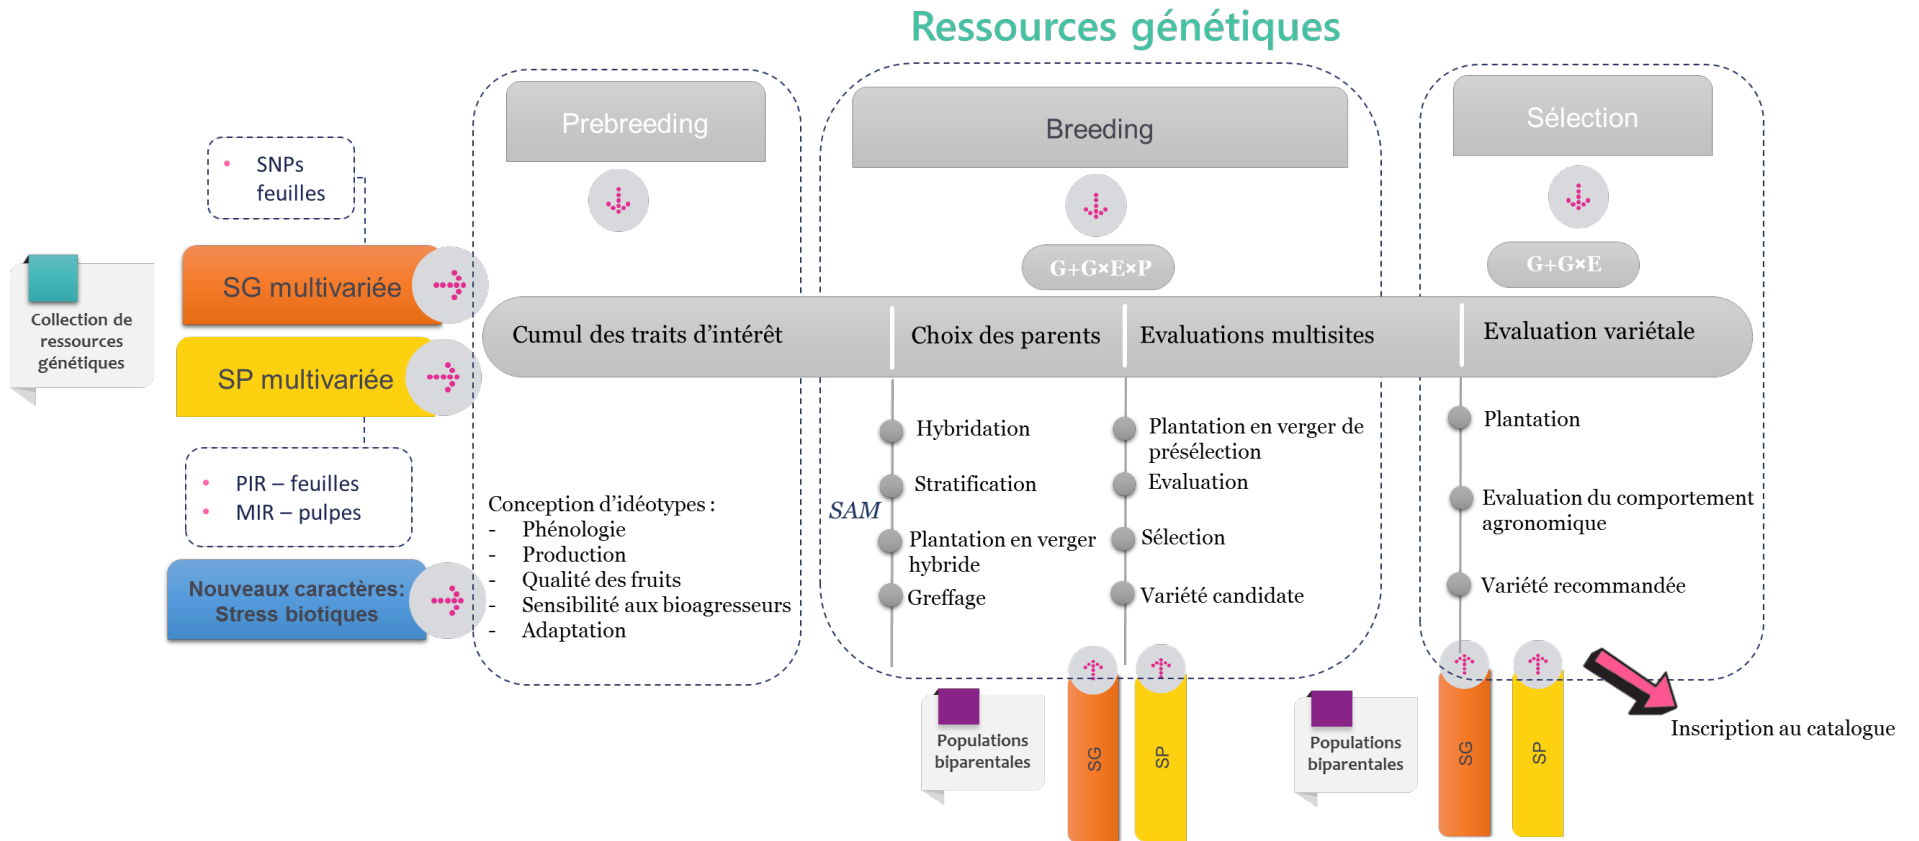 Ressources génétiques
Prebreeding
Breeding
Sélection
• SNPs
feuilles
SG multivariée
Collection de
ressources
génétiques
SP multivariée
• PIR – feuilles
• MIR – pulpes
Nouveaux caractères:
Stress biotiques
G+G×E×P
G+G×E
Cumul des traits d’intérêt
Choix des parents
Evaluations multisites
Evaluation variétale
Conception d’idéotypes :
- Phénologie
- Production
- Qualité des fruits
- Sensibilité aux bioagresseurs
- Adaptation
SAM
Hybridation
Stratification
Plantation en verger
hybride
Greffage
Plantation en verger de
présélection
Evaluation
Sélection
Variété candidate
Plantation
Evaluation du comportement
agronomique
Variété recommandée
Populations
biparentales
SG
SP
Populations
biparentales
SG
SP
Inscription au catalogue